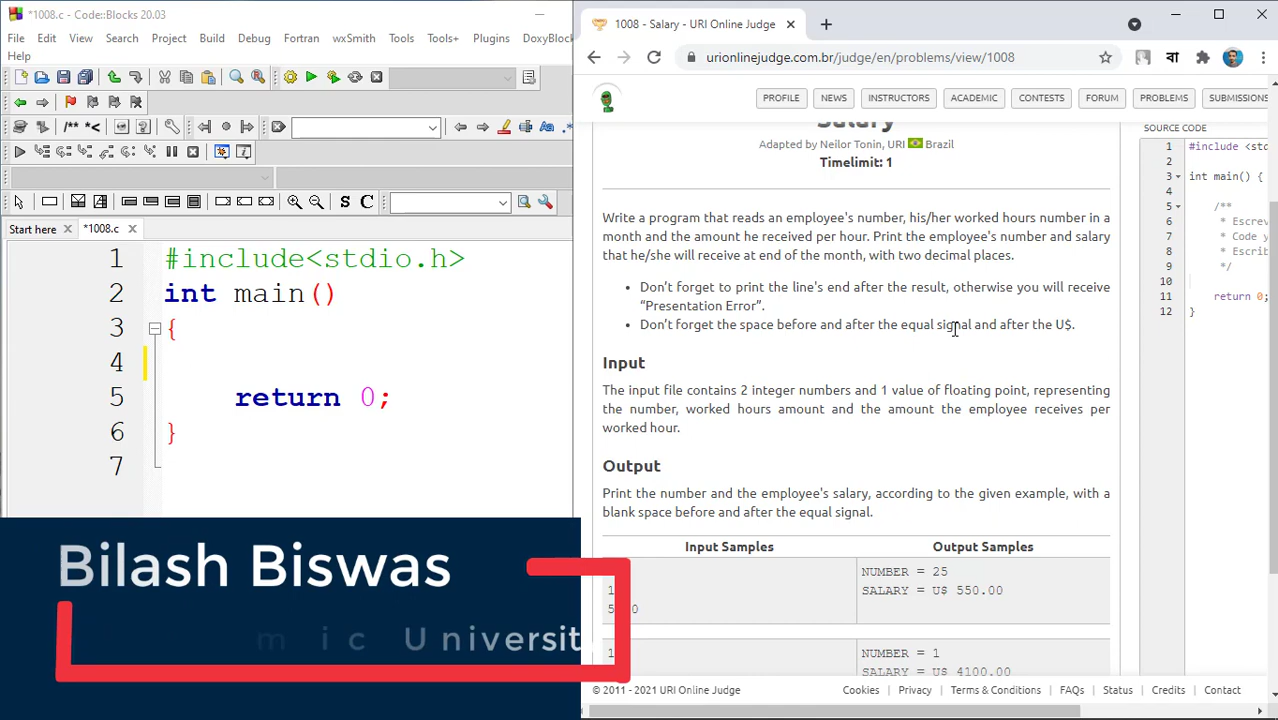 *1008.c - Code::Blocks 20.03
File Edit View Search Project Build Debug Fortran wxSmith Tools Tools+ Plugins DoxyBlocks
Help
Start here *1008.c
1 #include<stdio.h>
2 int main()
3 {
4
5 return 0;
6 }
7
Bilash Biswas
m i c Universit
1008 - Salary - URI Online Judge
urionlinejudge.com.br/judge/en/problems/view/1008
বা
PROFILE NEWS INSTRUCTORS ACADEMIC CONTESTS FORUM PROBLEMS SUBMISSIONS
Salary
Adapted by Neilor Tonin, URI Brazil
Timelimit: 1
Write a program that reads an employee's number, his/her worked hours number in a
month and the amount he received per hour. Print the employee's number and salary
that he/she will receive at end of the month, with two decimal places.
• Don't forget to print the line's end after the result, otherwise you will receive
“Presentation Error”.
• Don't forget the space before and after the equal signal and after the U$.
Input
The input file contains 2 integer numbers and 1 value of floating point, representing
the number, worked hours amount and the amount the employee receives per
worked hour.
Output
Print the number and the employee's salary, according to the given example, with a
blank space before and after the equal signal.
Input Samples Output Samples
NUMBER = 25
1 SALARY = U$ 550.00
5 0
1 NUMBER = 1
SALARY = U$ 4100.00
© 2011 - 2021 URI Online Judge Cookies Privacy Terms & Conditions FAQs Status Credits Contact
SOURCE CODE
1 #include <std
2
3 int main() {
4
5 /**
6 * Escrev
7 * Code y
8 * Escrib
9 */
10
11 return 0;
12 }